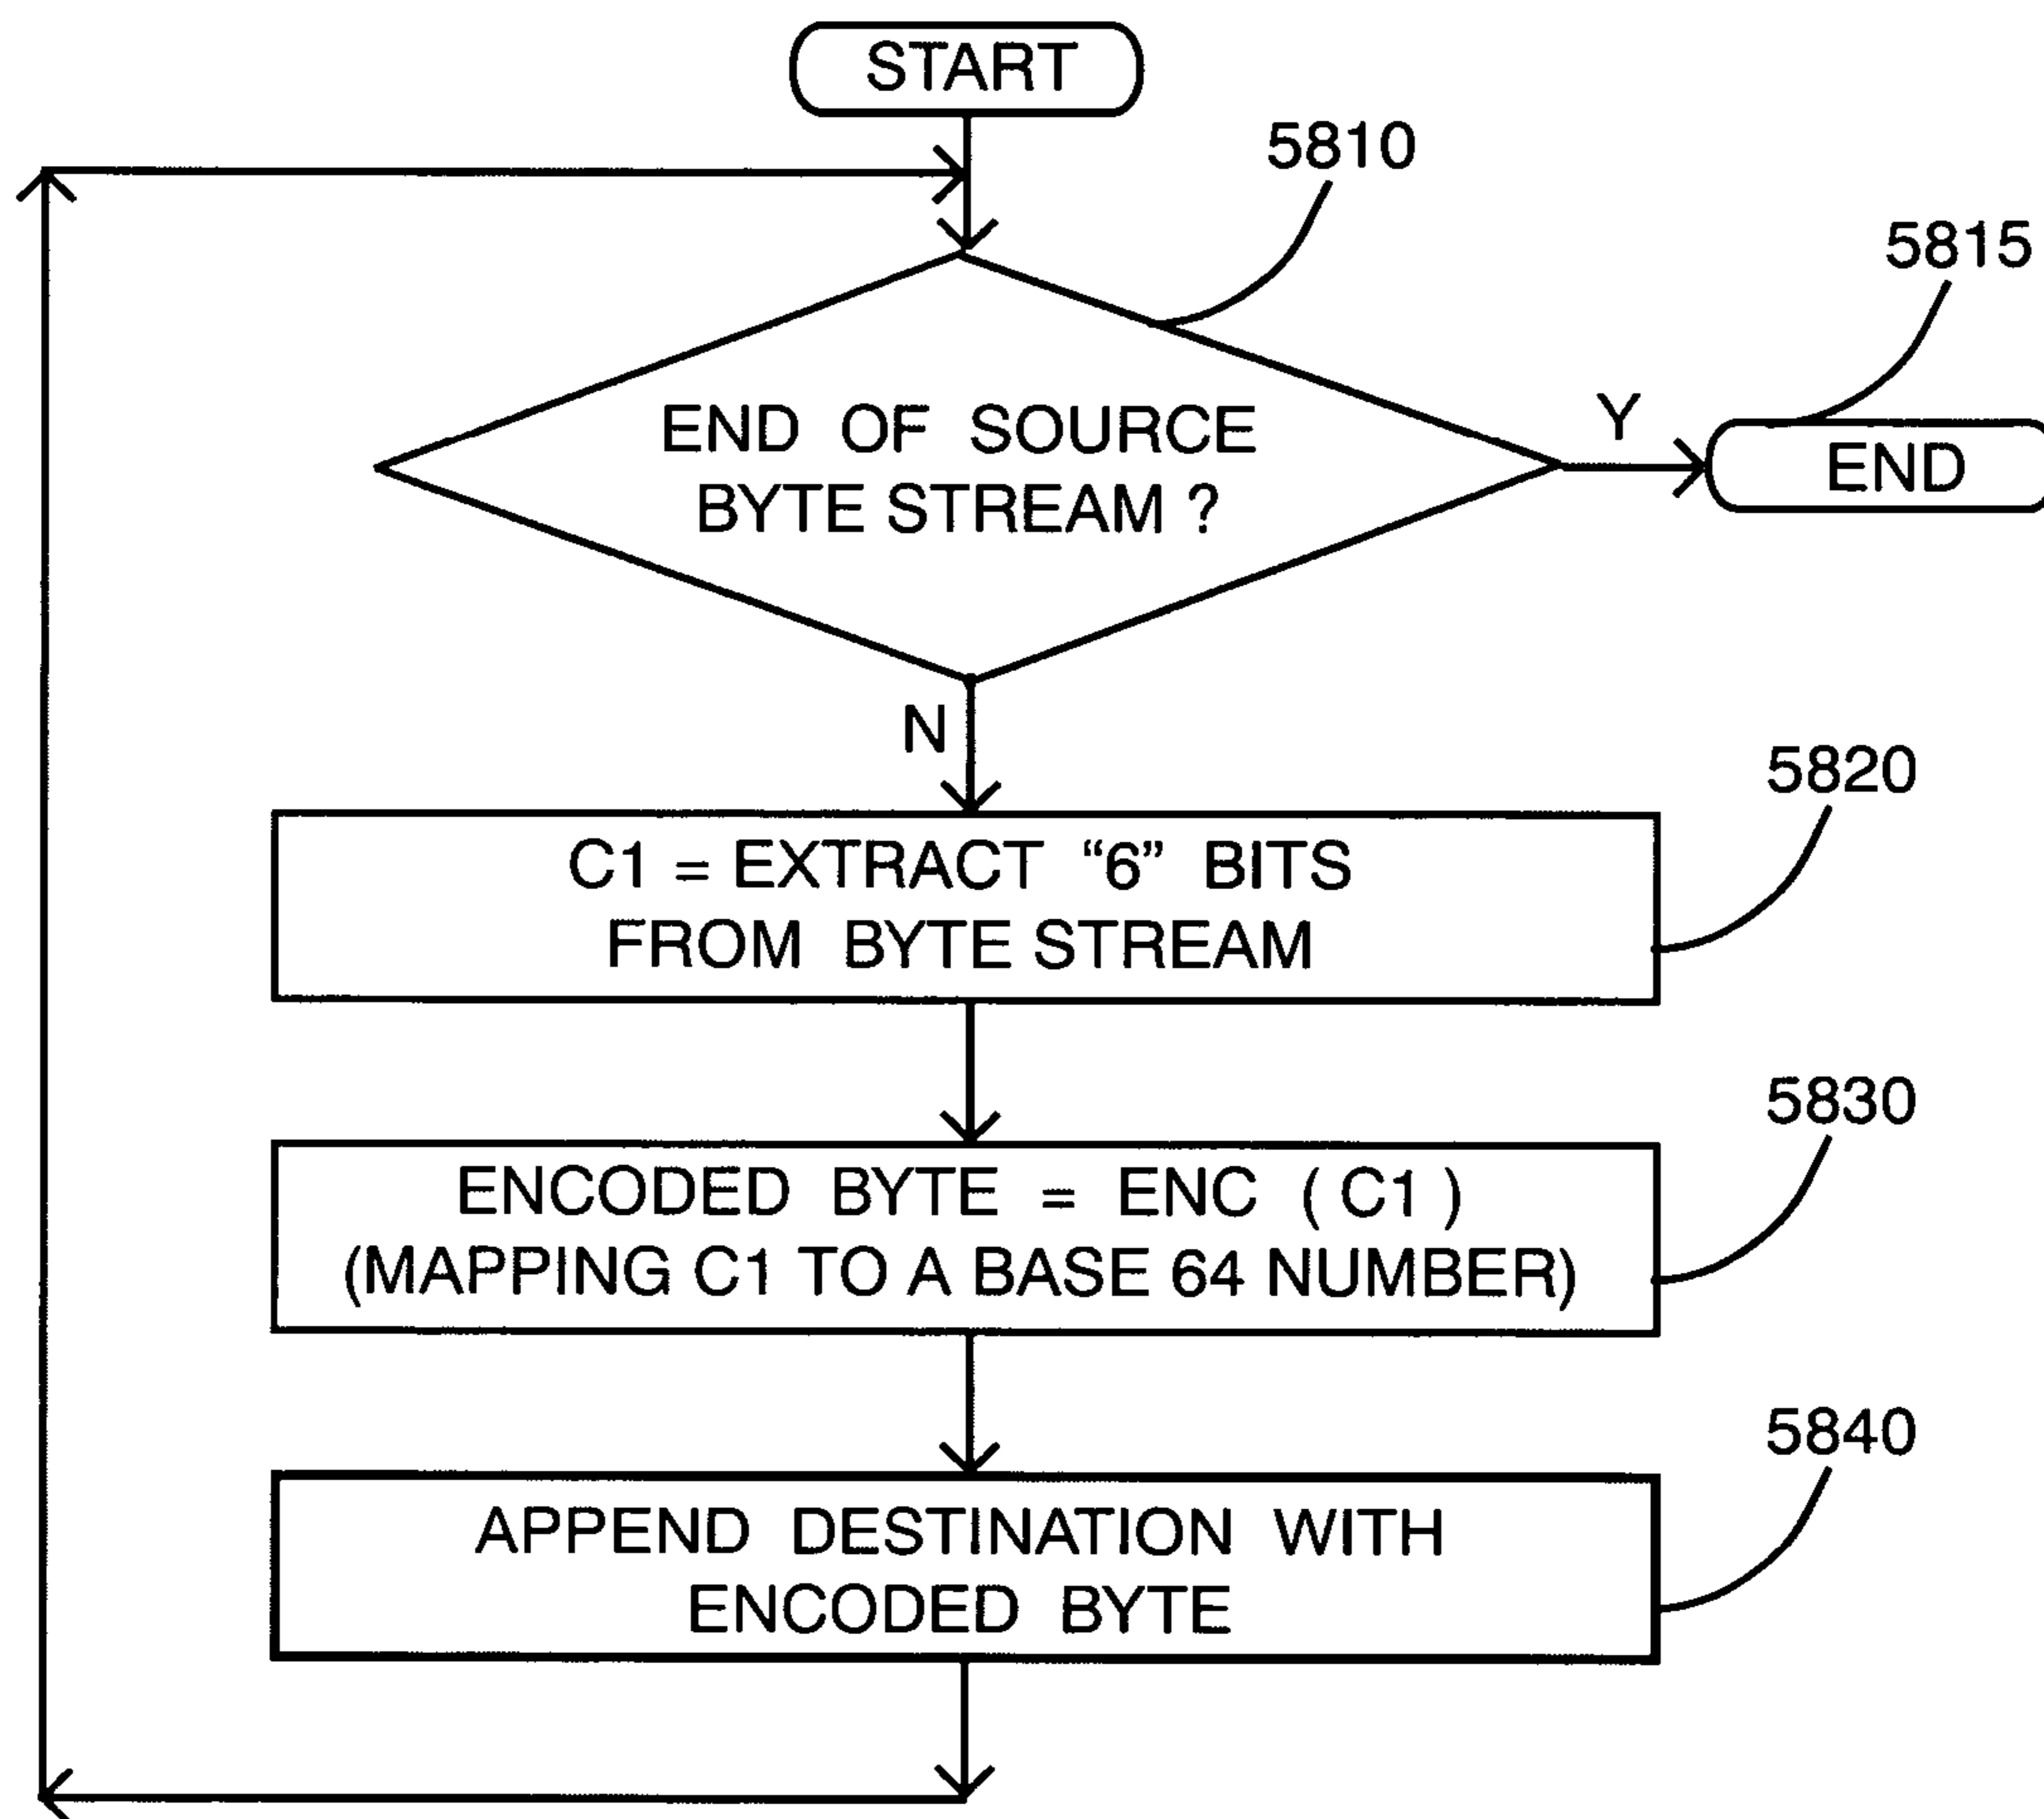 START
5810
5815
END OF SOURCE
BYTE STREAM ?
Y
END
N
5820
C1 = EXTRACT “6” BITS
FROM BYTE STREAM
5830
ENCODED BYTE = ENC ( C1 )
(MAPPING C1 TO A BASE 64 NUMBER)
5840
APPEND DESTINATION WITH
ENCODED BYTE